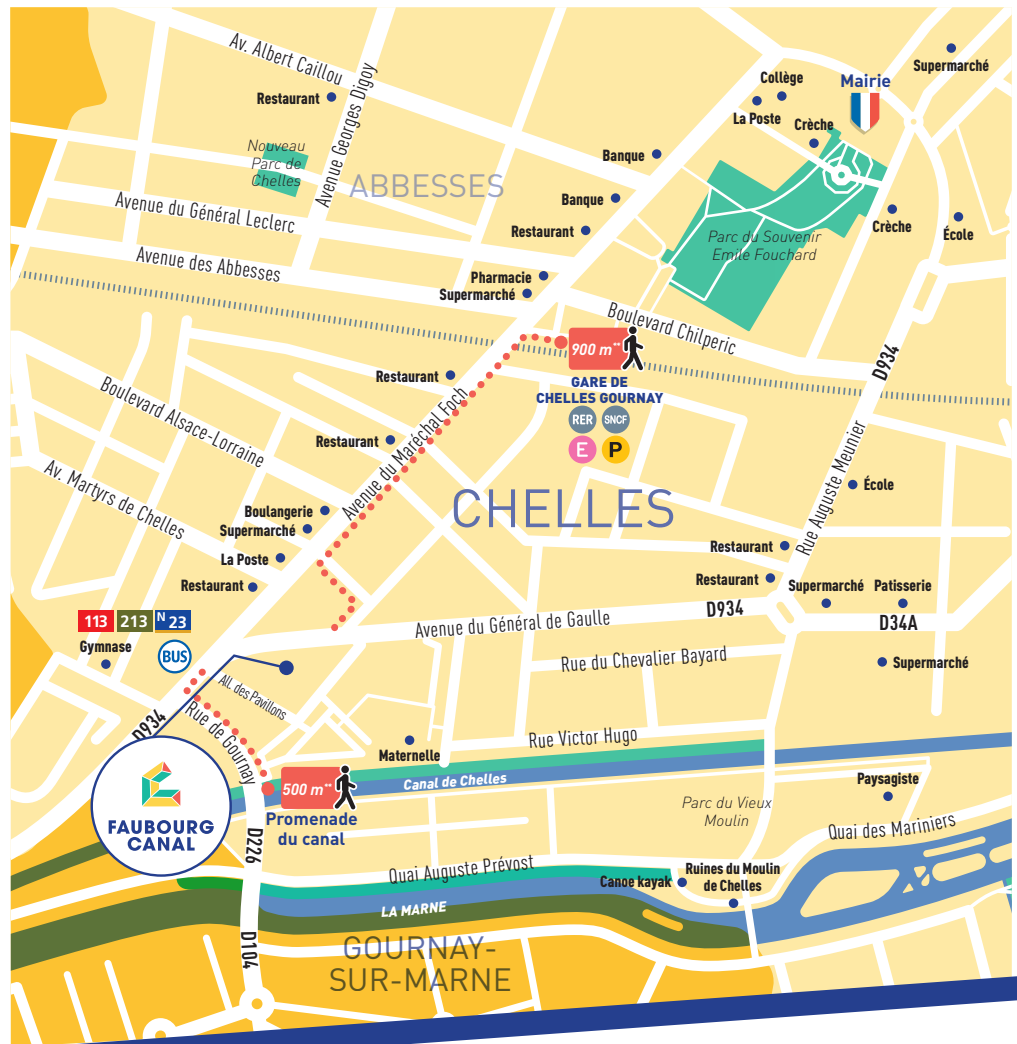 Av. Albert Caillou
Restaurant
Avenue Georges Digoy
Nouveau
Parc de
Chelles
ABBESSES
Avenue du Général Leclerc
Avenue des Abbesses
Supermarché
Collège
La Poste
Mairie
Crèche
Banque
Banque
Restaurant
Crèche
École
Parc du Souvenir
Emile Fouchard
Pharmacie
Supermarché
Boulevard Chilperic
D934
900 m**
GARE DE
CHELLES GOURNAY
RER
SNCF
E
P
Restaurant
Restaurant
Avenue du Maréchal Foch
Boulevard Alsace-Lorraine
Av. Martyrs de Chelles
Boulangerie
Supermarché
La Poste
Restaurant
CHELLES
Rue Auguste Meunier
École
Restaurant
Restaurant
Supermarché
Patisserie
D934
D34A
Supermarché
Avenue du Général de Gaulle
Rue du Chevalier Bayard
113
213
N 23
Gymnase
BUS
All. des Pavillons
D934
Rue de Gournay
Maternelle
Rue Victor Hugo
Canal de Chelles
500 m**
Promenade
du canal
FAUBOURG
CANAL
D226
Parc du Vieux
Moulin
Paysagiste
Quai des Mariniers
Quai Auguste Prévost
Canoe kayak
Ruines du Moulin
de Chelles
LA MARNE
D104
GOURNAY-
SUR-MARNE